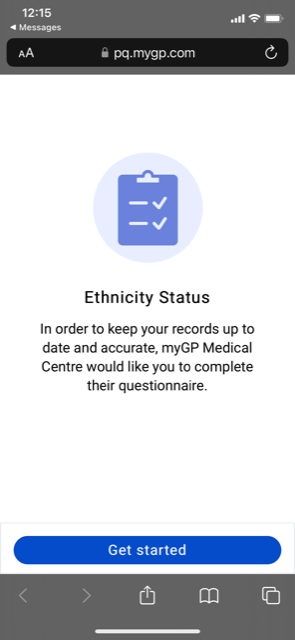 12:15
◀ Messages
AA pq.mygp.com
Ethnicity Status
In order to keep your records up to
date and accurate, myGP Medical
Centre would like you to complete
their questionnaire.
Get started